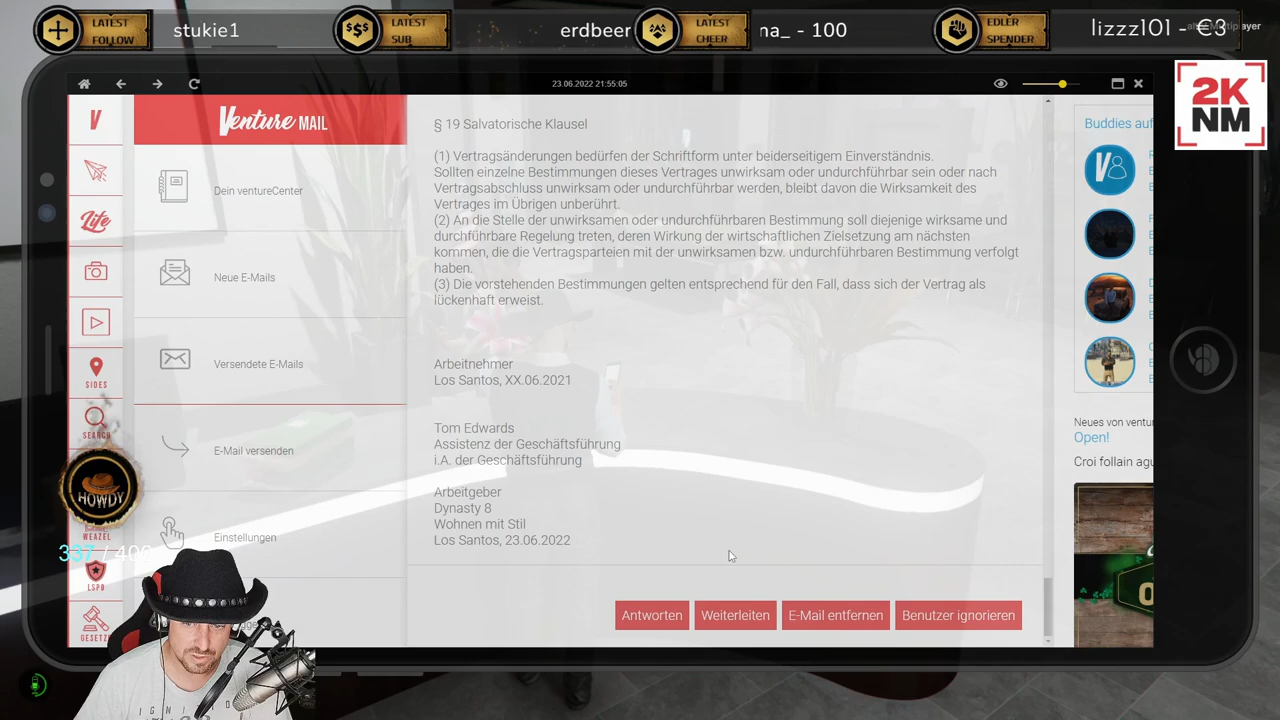 LATEST
FOLLOW
stukie1
LATEST
SUB
erdbeer
LATEST
CHEER
na_ - 100
EDLER
SPENDER
lizzz101 - €3
ayer
2K
NM
23.06.2022 21:55:05
V
Venture MAIL
Dein ventureCenter
Neue E-Mails
Versendete E-Mails
E-Mail versenden
Einstellungen
Life
SIDES
SEARCH
HOWDY
WEAZEL
337 / 400
LSPD
GESETZ
§ 19 Salvatorische Klausel
(1) Vertragsänderungen bedürfen der Schriftform unter beiderseitigem Einverständnis.
Sollten einzelne Bestimmungen dieses Vertrages unwirksam oder undurchführbar sein oder nach
Vertragsabschluss unwirksam oder undurchführbar werden, bleibt davon die Wirksamkeit des
Vertrages im Übrigen unberührt.
(2) An die Stelle der unwirksamen oder undurchführbaren Bestimmung soll diejenige wirksame und
durchführbare Regelung treten, deren Wirkung der wirtschaftlichen Zielsetzung am nächsten
kommen, die die Vertragsparteien mit der unwirksamen bzw. undurchführbaren Bestimmung verfolgt
haben.
(3) Die vorstehenden Bestimmungen gelten entsprechend für den Fall, dass sich der Vertrag als
lückenhaft erweist.
Arbeitnehmer
Los Santos, XX.06.2021
Tom Edwards
Assistenz der Geschäftsführung
i.A. der Geschäftsführung
Arbeitgeber
Dynasty 8
Wohnen mit Stil
Los Santos, 23.06.2022
Antworten
Weiterleiten
E-Mail entfernen
Benutzer ignorieren
Buddies auf
Neues von ventu
Open!
Croi follain agu